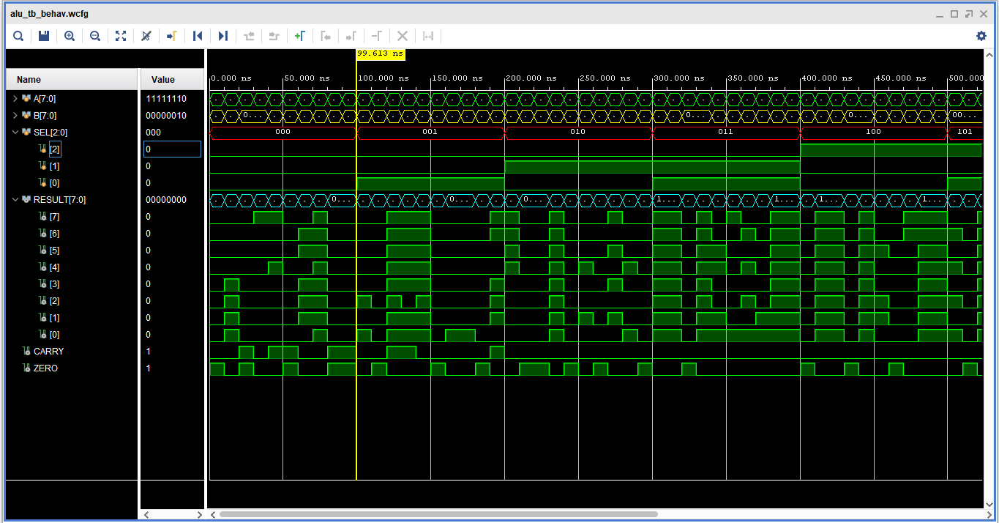 alu_tb_behav.wcfg
99.613 ns
Name Value 0.000 ns 50.000 ns 100.000 ns 150.000 ns 200.000 ns 250.000 ns 300.000 ns 350.000 ns 400.000 ns 450.000 ns 500.000
A[7:0] 11111110
B[7:0] 00000010 0... 0... 0... 00...
SEL[2:0] 000 000 001 010 011 100 101
[2] 0
[1] 0
[0] 0
RESULT[7:0] 00000000 0... 0... 0... 1... 1... 1... 1...
[7] 0
[6] 0
[5] 0
[4] 0
[3] 0
[2] 0
[1] 0
[0] 0
CARRY 1
ZERO 1